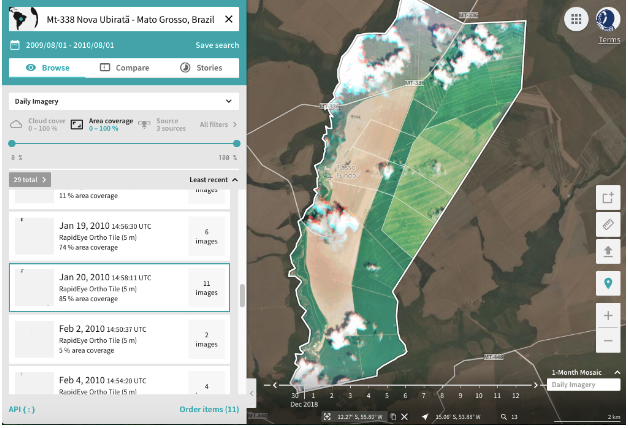 Mt-338 Nova Ubiratã - Mato Grosso, Brazil
2009/08/01 - 2010/08/01
Save search
Browse
Compare
Stories
Daily Imagery
Cloud cover
0 – 100 %
Area coverage
0 – 100 %
Source
3 sources
All filters
0 %
100 %
29 total
Least recent
11 % area coverage
images
Jan 19, 2010 14:56:30 UTC
RapidEye Ortho Tile (5 m)
74 % area coverage
6
images
Jan 20, 2010 14:58:11 UTC
RapidEye Ortho Tile (5 m)
85 % area coverage
11
images
Feb 2, 2010 14:50:37 UTC
RapidEye Ortho Tile (5 m)
5 % area coverage
2
images
Feb 4, 2010 14:54:20 UTC
RapidEye Ortho Tile (5 m)
4
API
Order items (11)
Terms
MT-338
MT-448
1-Month Mosaic
Daily Imagery
30 1 2 3 4 5 6 7 8 9 10 11 12
Dec 2018
12.27° S, 55.80° W
15.06° S, 53.88° W
13
2 km